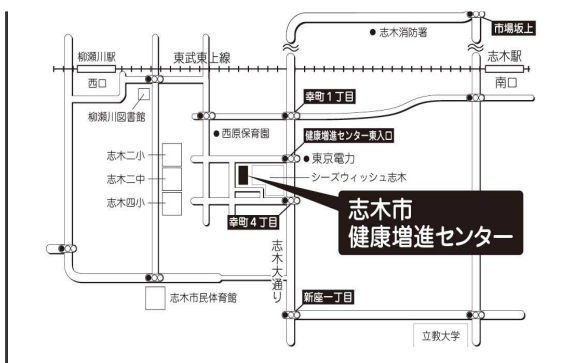 志木消防署
市場坂上
柳瀬川駅
東武東上線
志木駅
西口
南口
幸町1丁目
柳瀬川図書館
西原保育園
健康増進センター東入口
志木二小
東京電力
志木二中
シーズウィッシュ志木
志木四小
志木市
健康増進センター
幸町4丁目
志木大通り
志木市民体育館
新座一丁目
立教大学